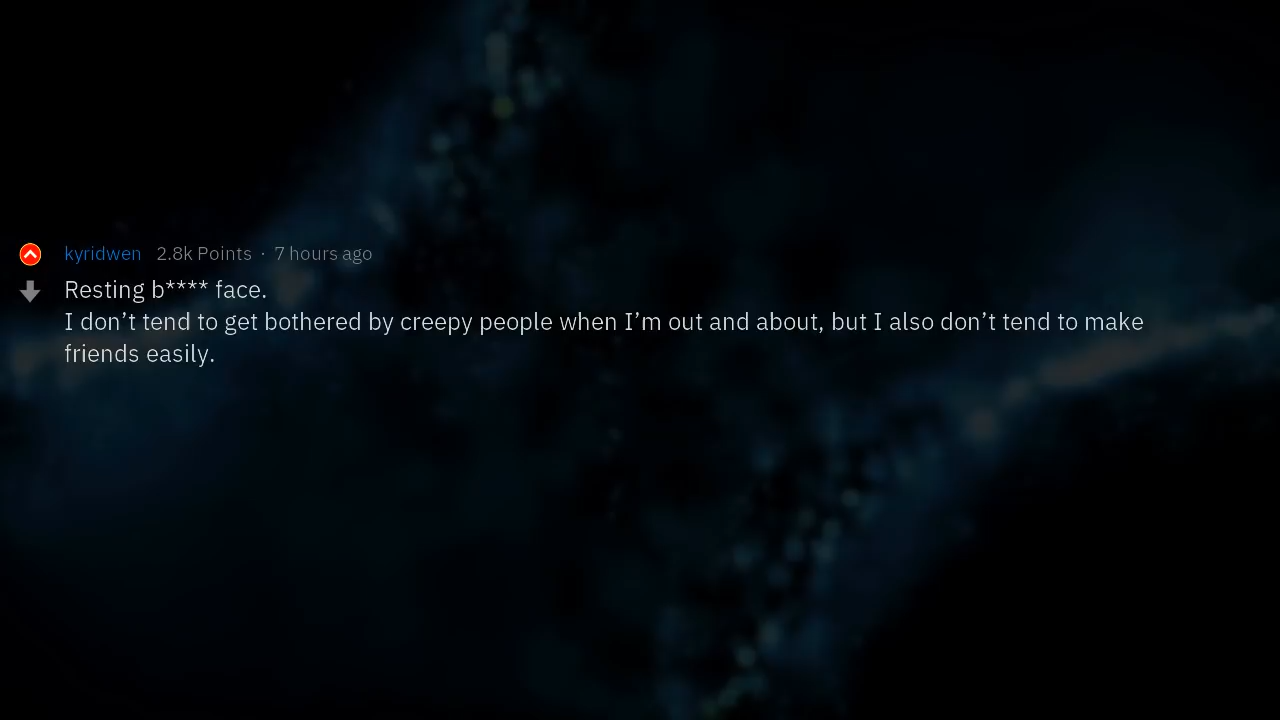 kyridwen 2.8k Points · 7 hours ago
Resting b**** face.
I don’t tend to get bothered by creepy people when I’m out and about, but I also don’t tend to make
friends easily.